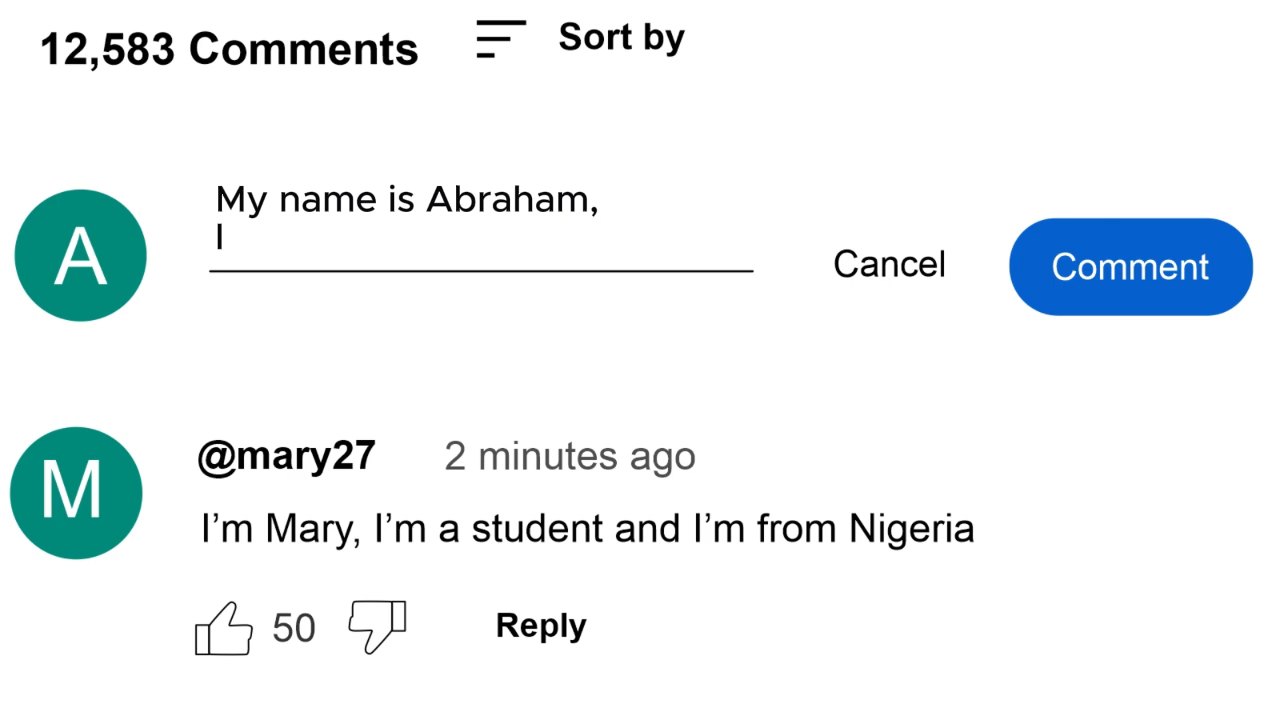 12,583 Comments
Sort by
A
My name is Abraham,
I
Cancel
Comment
M
@mary27 2 minutes ago
I’m Mary, I’m a student and I’m from Nigeria
50
Reply